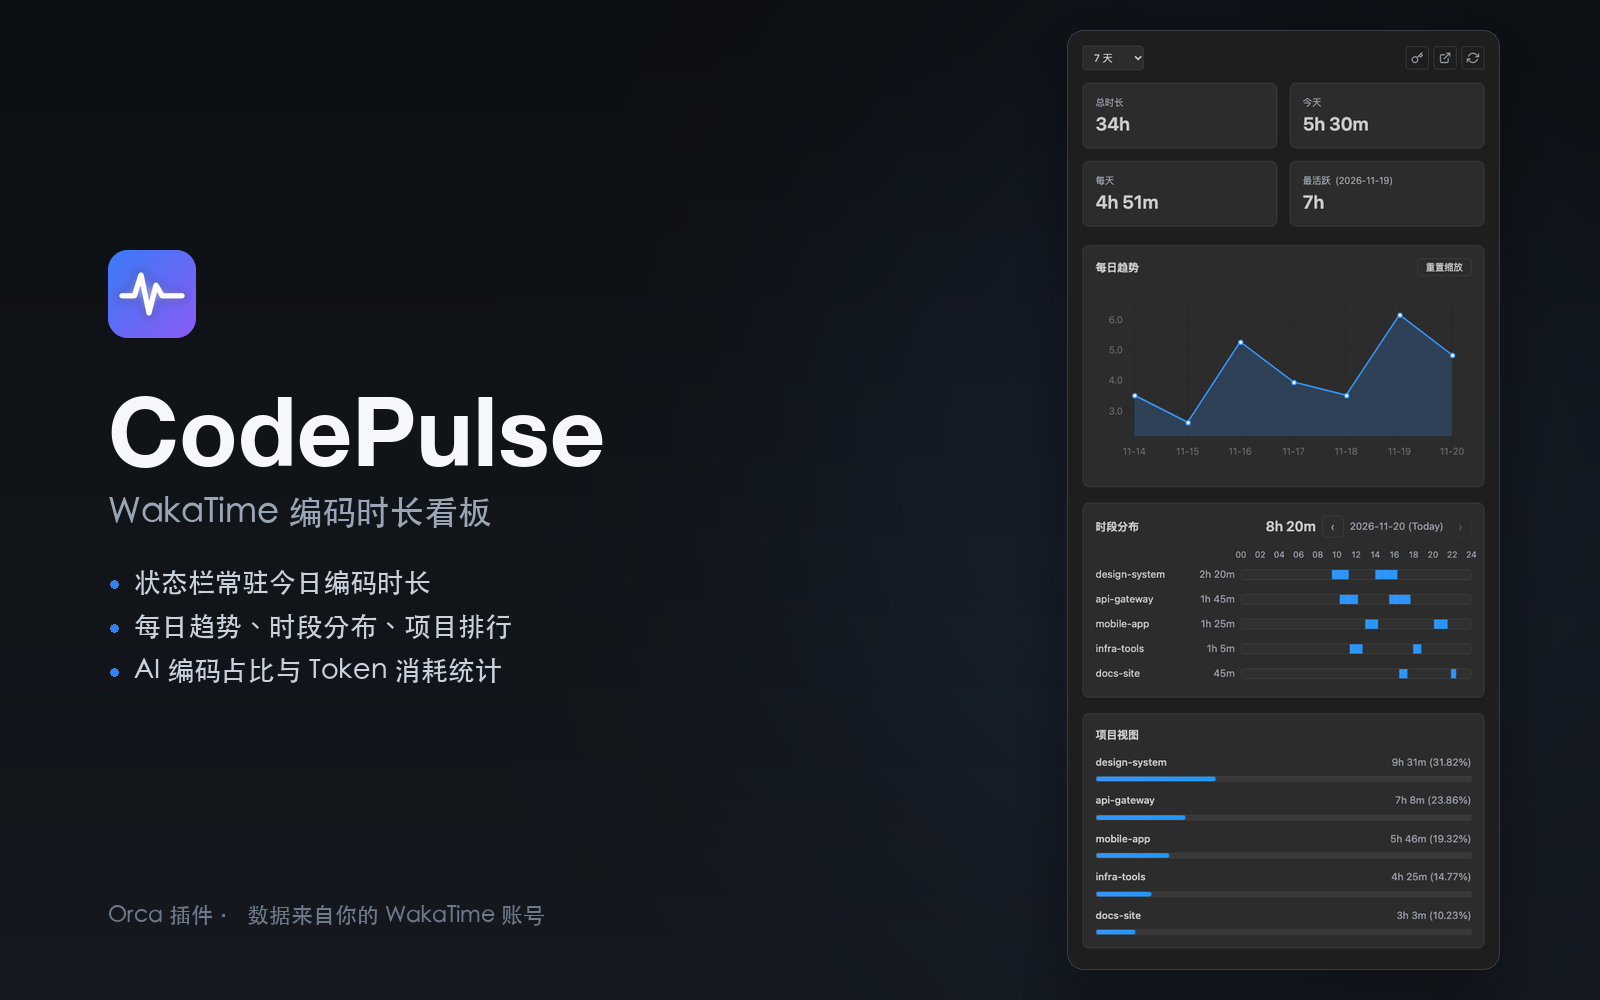 CodePulse
WakaTime 编码时长看板
状态栏常驻今日编码时长
每日趋势、时段分布、项目排行
AI 编码占比与 Token 消耗统计
Orca 插件 · 数据来自你的 WakaTime 账号
7 天
总时长
34h
今天
5h 30m
每天
4h 51m
最活跃 (2026-11-19)
7h
每日趋势
重置缩放
6.0
5.0
4.0
3.0
11-14 11-15 11-16 11-17 11-18 11-19 11-20
时段分布 8h 20m ‹ 2026-11-20 (Today) ›
00 02 04 06 08 10 12 14 16 18 20 22 24
design-system 2h 20m
api-gateway 1h 45m
mobile-app 1h 25m
infra-tools 1h 5m
docs-site 45m
项目视图
design-system 9h 31m (31.82%)
api-gateway 7h 8m (23.86%)
mobile-app 5h 46m (19.32%)
infra-tools 4h 25m (14.77%)
docs-site 3h 3m (10.23%)